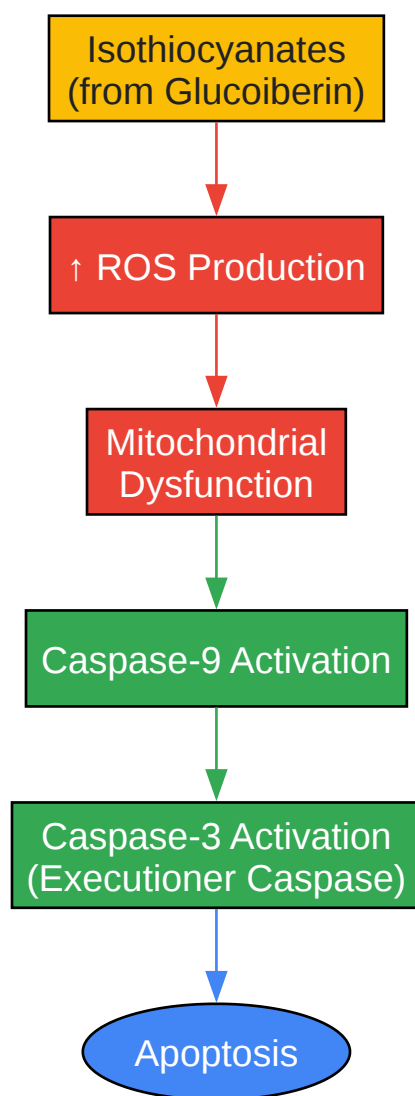 Isothiocyanates
(from Glucoiberin)
↑ ROS Production
Mitochondrial
Dysfunction
Caspase-9 Activation
Caspase-3 Activation
(Executioner Caspase)
Apoptosis